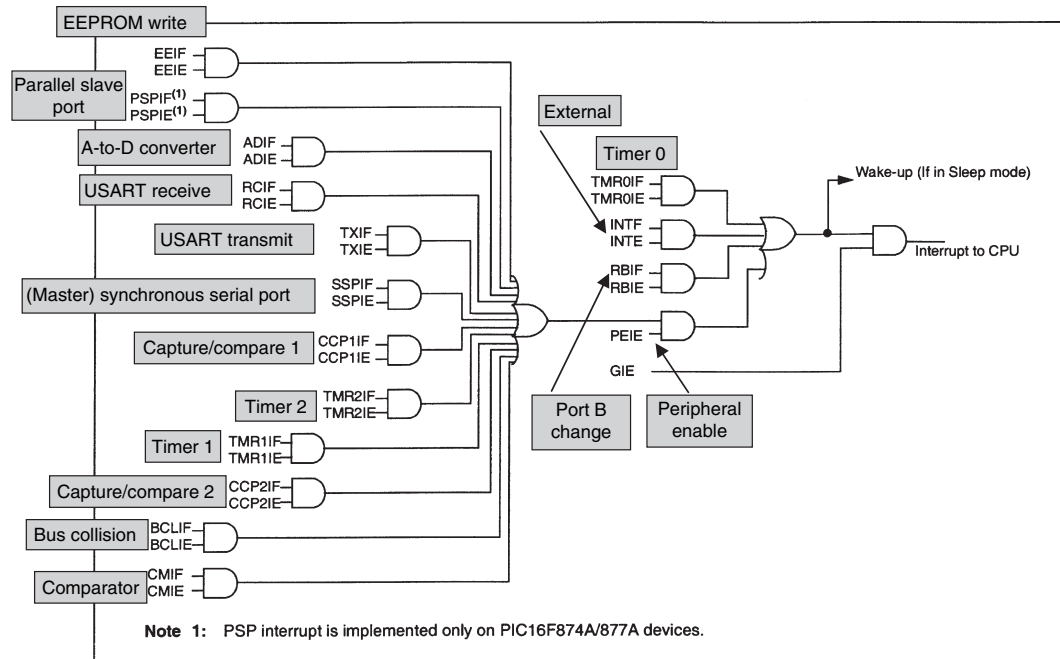 EEPROM write
EEIF
EEIE
Parallel slave
port
PSPIF(1)
PSPIE(1)
A-to-D converter
ADIF
ADIE
USART receive
RCIF
RCIE
USART transmit
TXIF
TXIE
(Master) synchronous serial port
SSPIF
SSPIE
Capture/compare 1
CCP1IF
CCP1IE
Timer 2
TMR2IF
TMR2IE
Timer 1
TMR1IF
TMR1IE
Capture/compare 2
CCP2IF
CCP2IE
Bus collision
BCLIF
BCLIE
Comparator
CMIF
CMIE
External
Timer 0
TMR0IF
TMR0IE
INTF
INTE
RBIF
RBIE
PEIE
GIE
Port B
change
Peripheral
enable
Wake-up (If in Sleep mode)
Interrupt to CPU
Note 1: PSP interrupt is implemented only on PIC16F874A/877A devices.